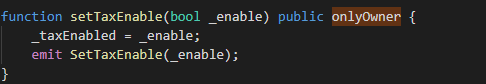 function setTaxEnable(bool _enable) public onlyOwner {
    _taxEnabled = _enable;
    emit SetTaxEnable(_enable);
}